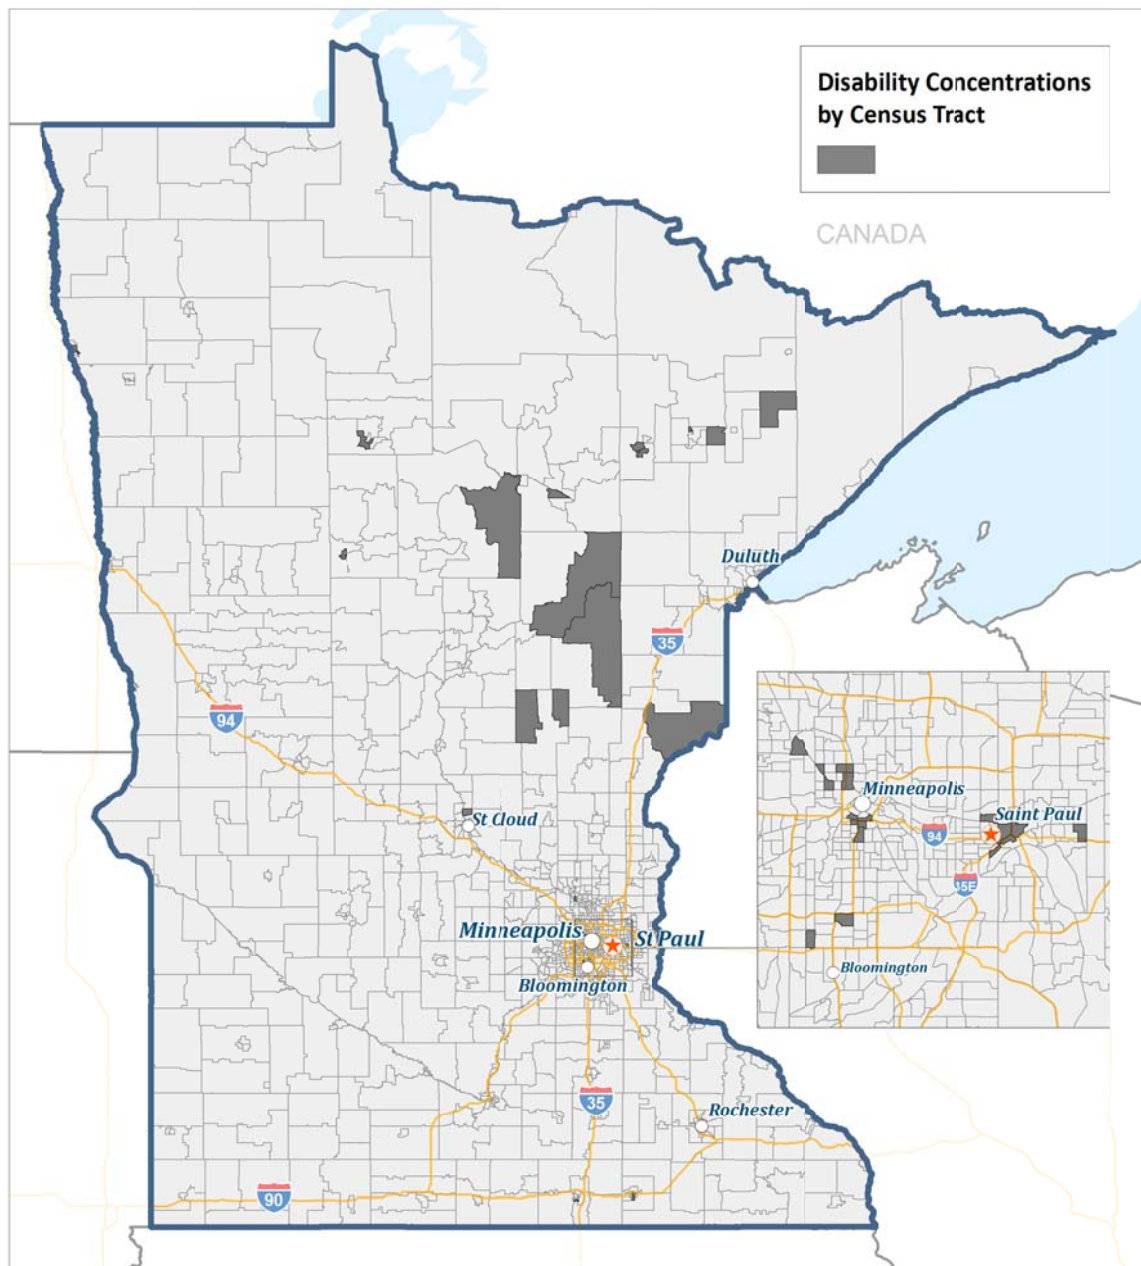 Disability Concentrations
by Census Tract
CANADA
Duluth
35
94
St Cloud
Minneapolis
St Paul
Bloomington
35
Rochester
90
Minneapolis
Saint Paul
94
35E
Bloomington